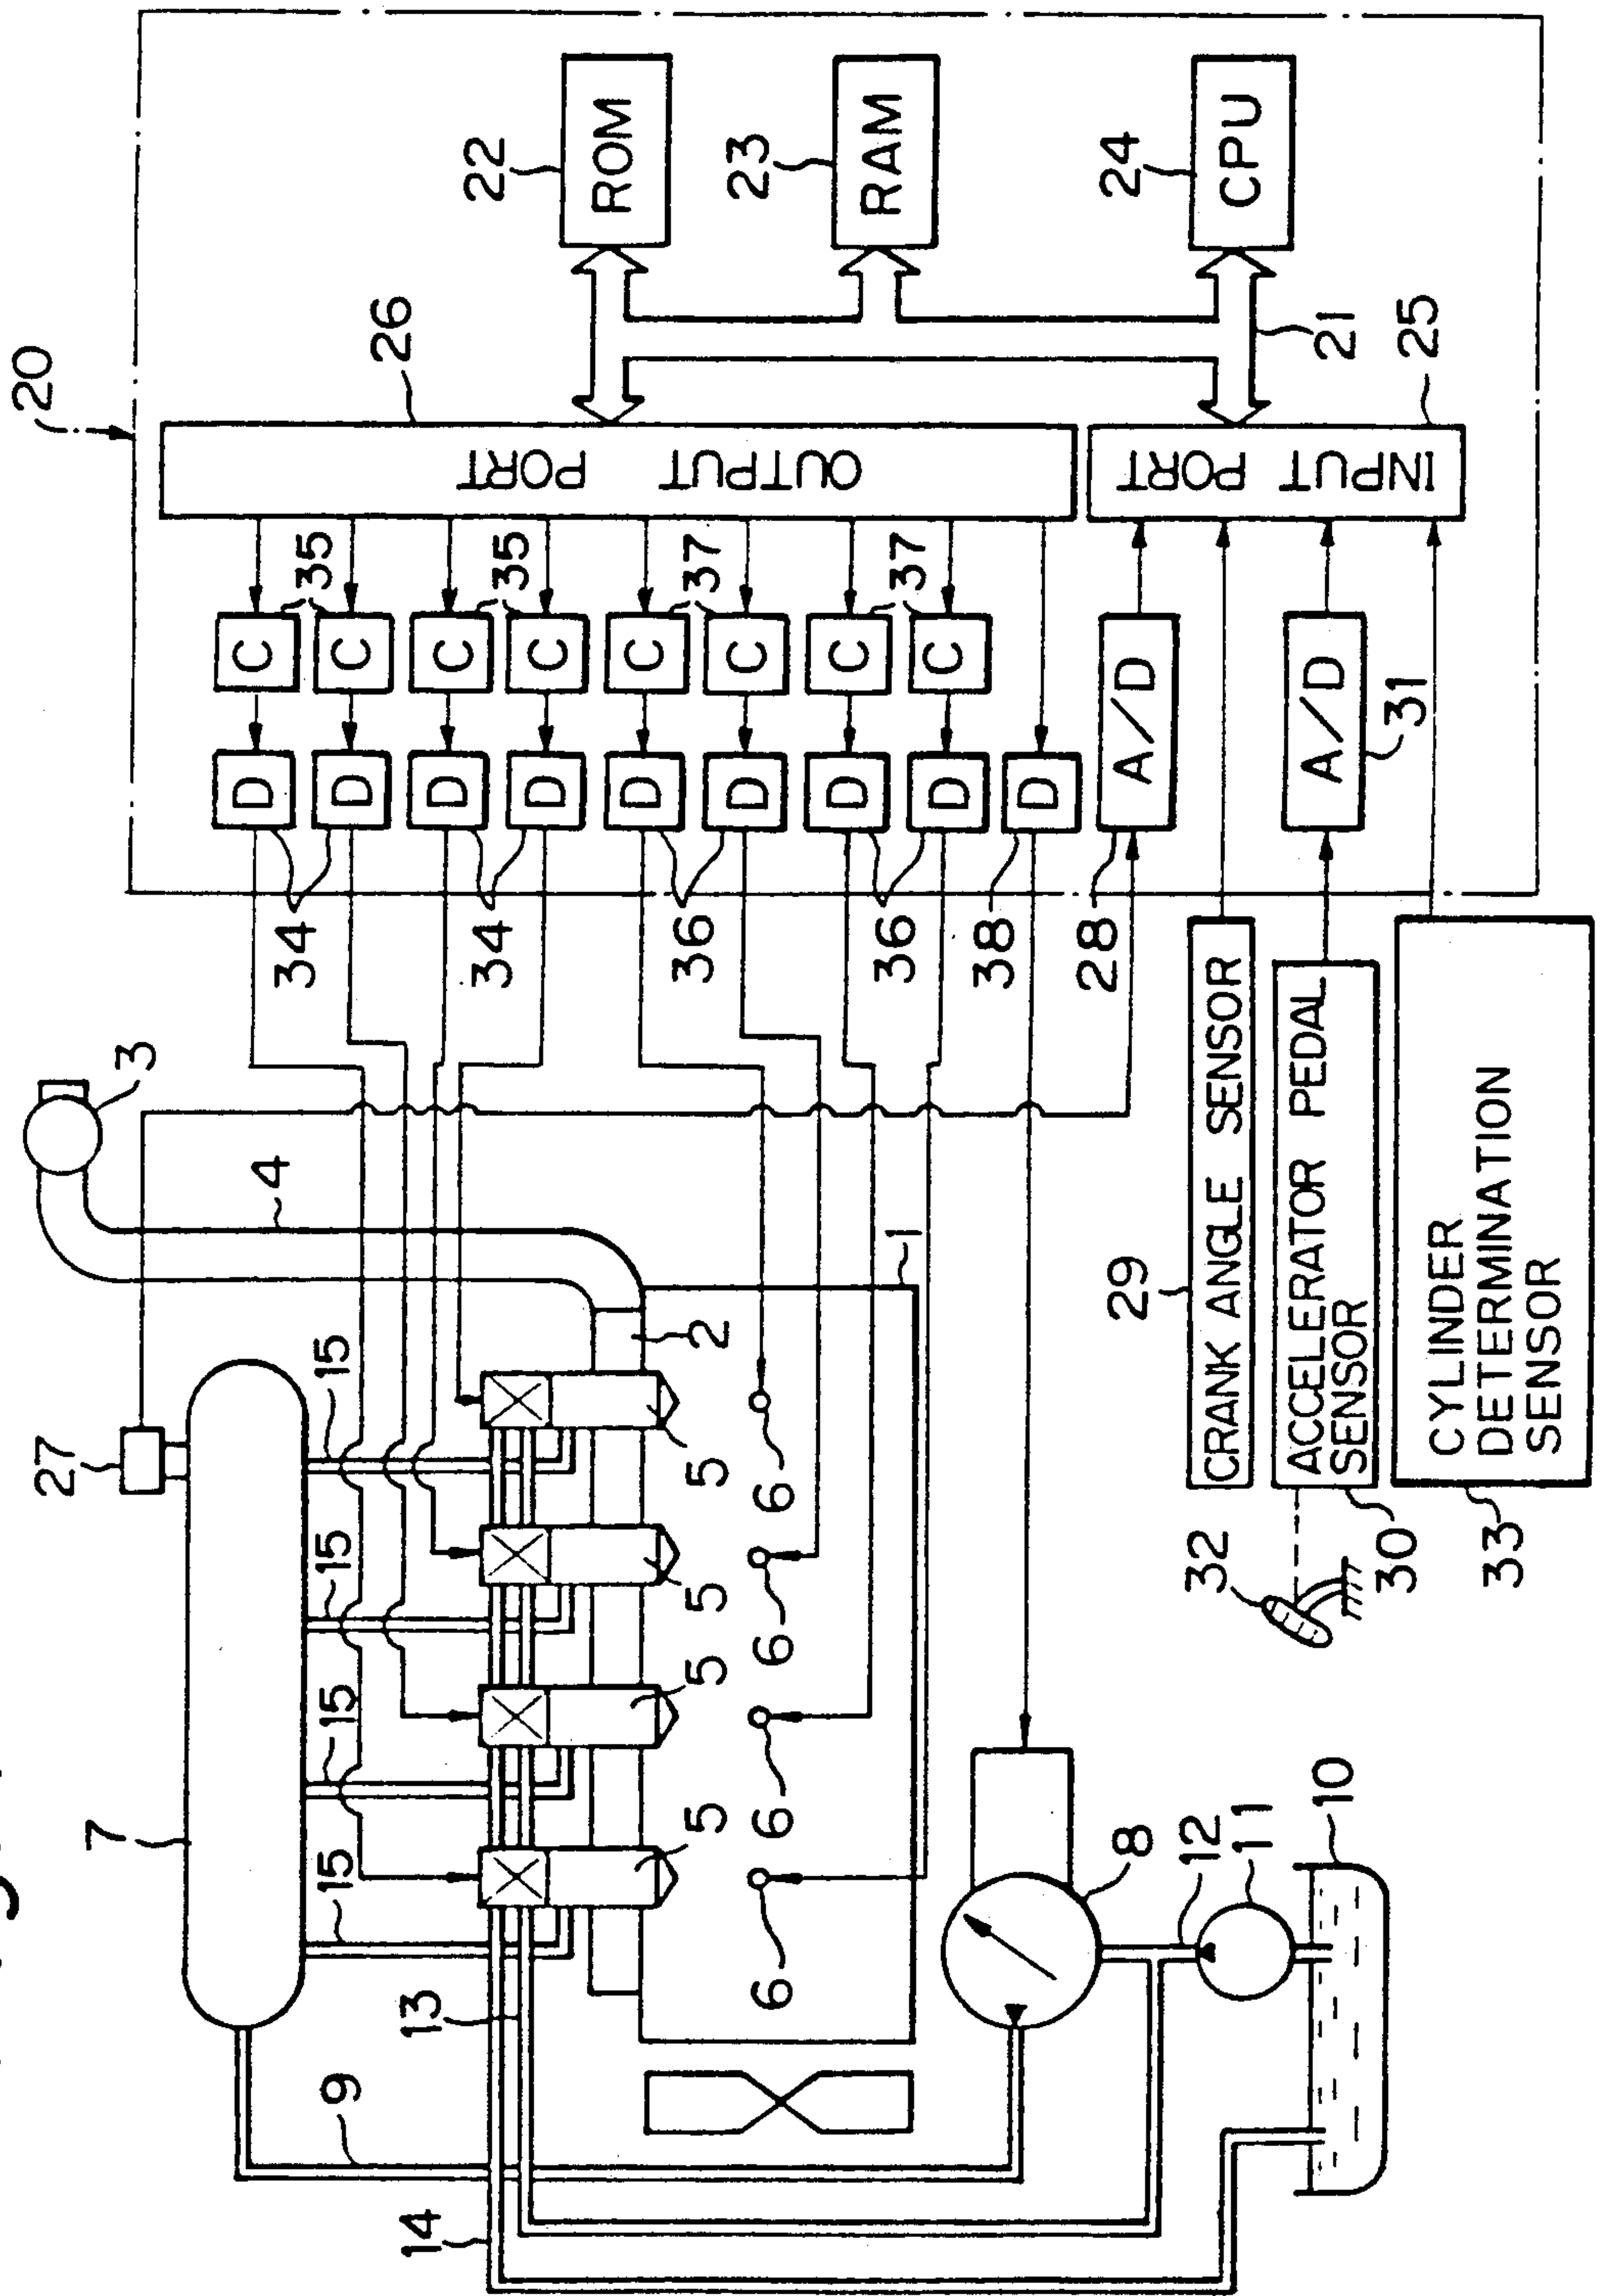 20
26
22
ROM
23
RAM
24
CPU
21
25
OUTPUT PORT
INPUT PORT
35
35
37
37
C
C
C
C
C
C
C
C
D
D
D
D
D
D
D
D
D
A/D
A/D
31
34
34
36
36
38
28
3
4
27
7
15
15
15
15
2
1
5
5
5
5
6
6
6
6
29
CRANK ANGLE SENSOR
ACCELERATOR PEDAL
SENSOR
30
32
CYLINDER
DETERMINATION
SENSOR
33
13
14
9
8
12
11
10